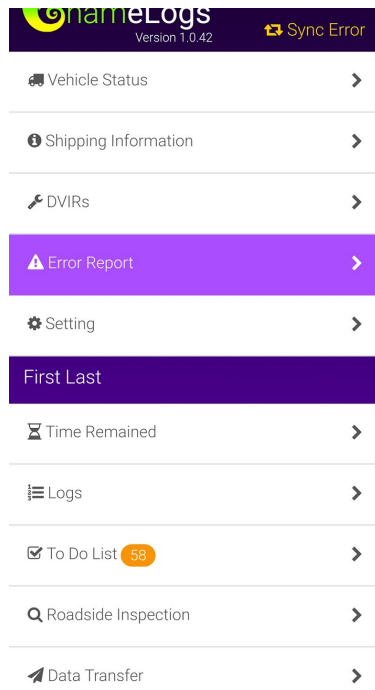 GnameLogs
Version 1.0.42
Sync Error
Vehicle Status
Shipping Information
DVIRs
Error Report
Setting
First Last
Time Remained
Logs
To Do List 58
Roadside Inspection
Data Transfer